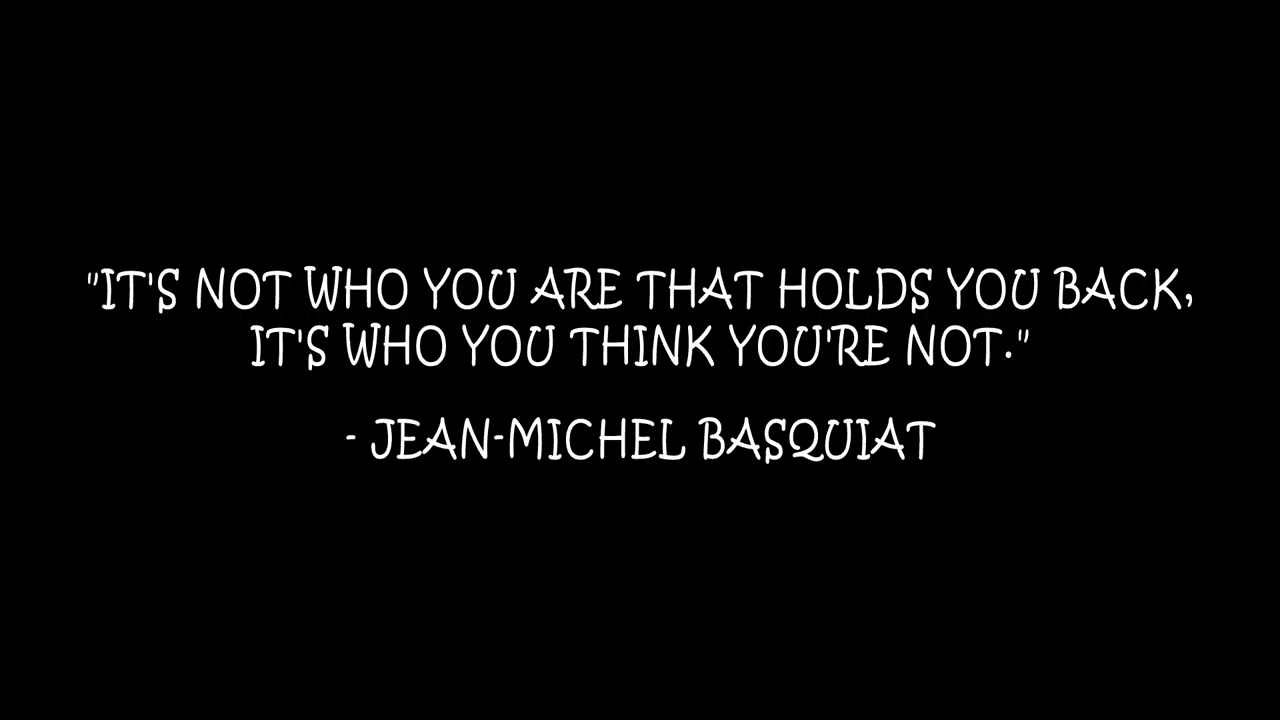 "IT'S NOT WHO YOU ARE THAT HOLDS YOU BACK,
IT'S WHO YOU THINK YOU'RE NOT."
- JEAN-MICHEL BASQUIAT